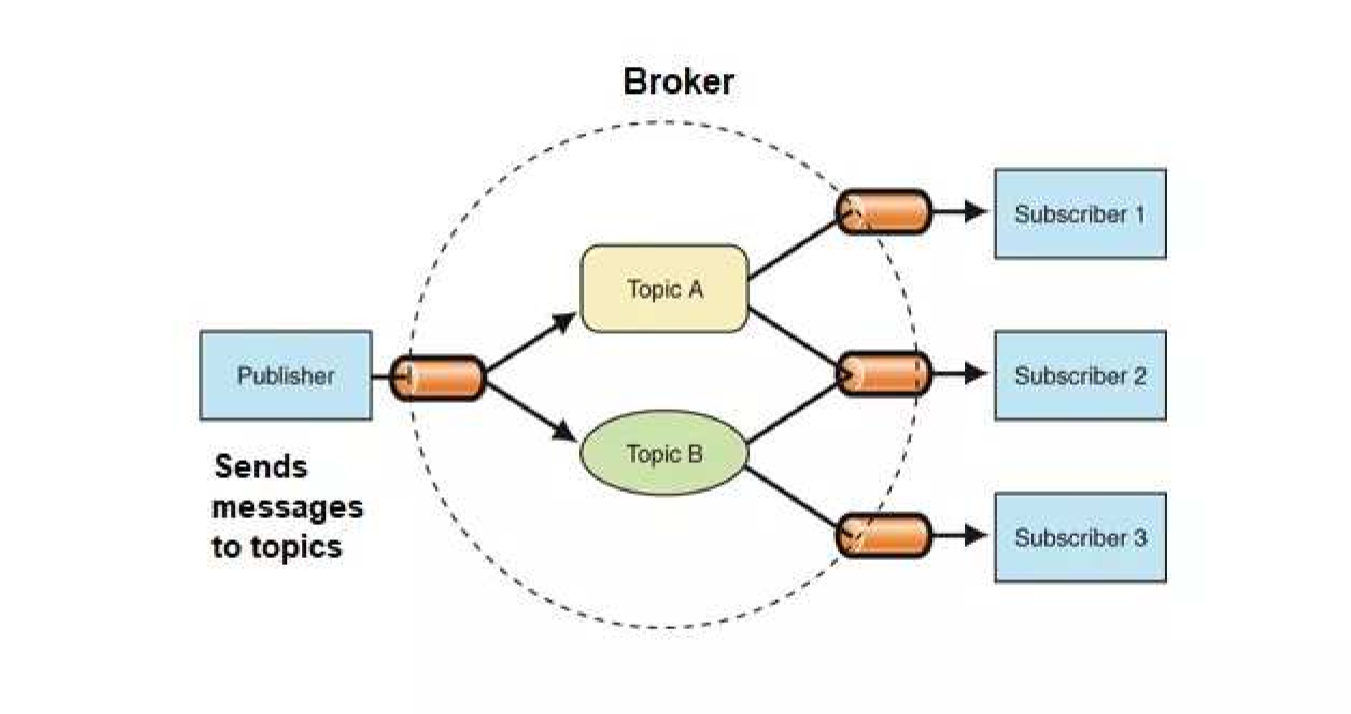 Broker
Subscriber 1
Topic A
Publisher
Subscriber 2
Topic B
Sends
messages
to topics
Subscriber 3